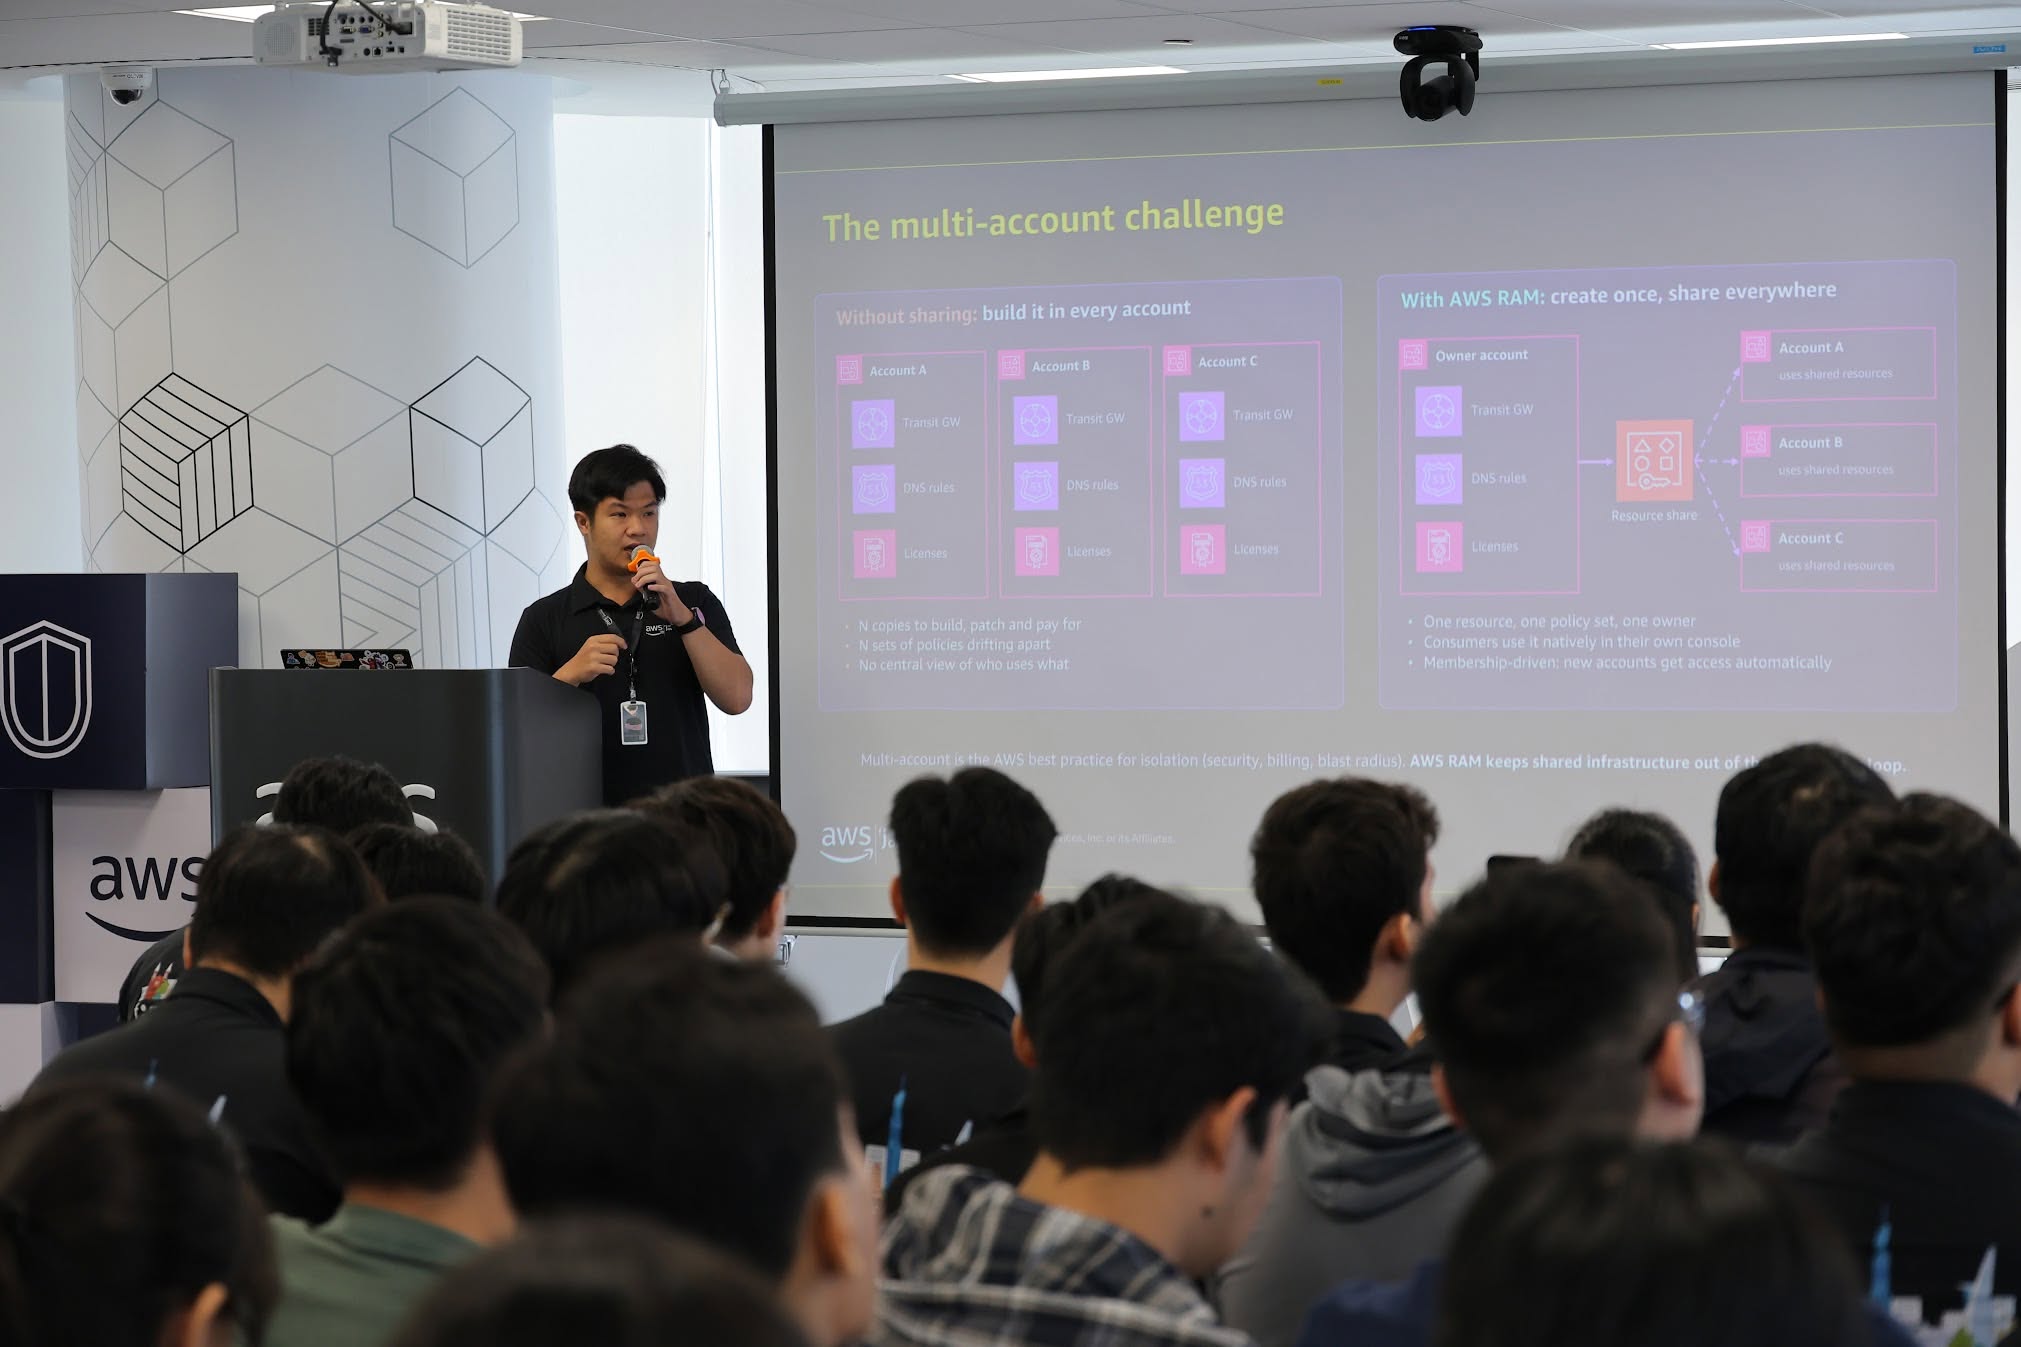 The multi-account challenge
Without sharing: build it in every account
Account A
Transit GW
DNS rules
Licenses
Account B
Transit GW
DNS rules
Licenses
Account C
Transit GW
DNS rules
Licenses
N copies to build, patch and pay for
N sets of policies drifting apart
No central view of who uses what
With AWS RAM: create once, share everywhere
Owner account
Transit GW
DNS rules
Licenses
Resource share
Account A
uses shared resources
Account B
uses shared resources
Account C
uses shared resources
One resource, one policy set, one owner
Consumers use it natively in their own console
Membership-driven: new accounts get access automatically
Multi-account is the AWS best practice for isolation (security, billing, blast radius). AWS RAM keeps shared infrastructure out of loop.
aws
Inc. or its Affiliates.
aws
aws